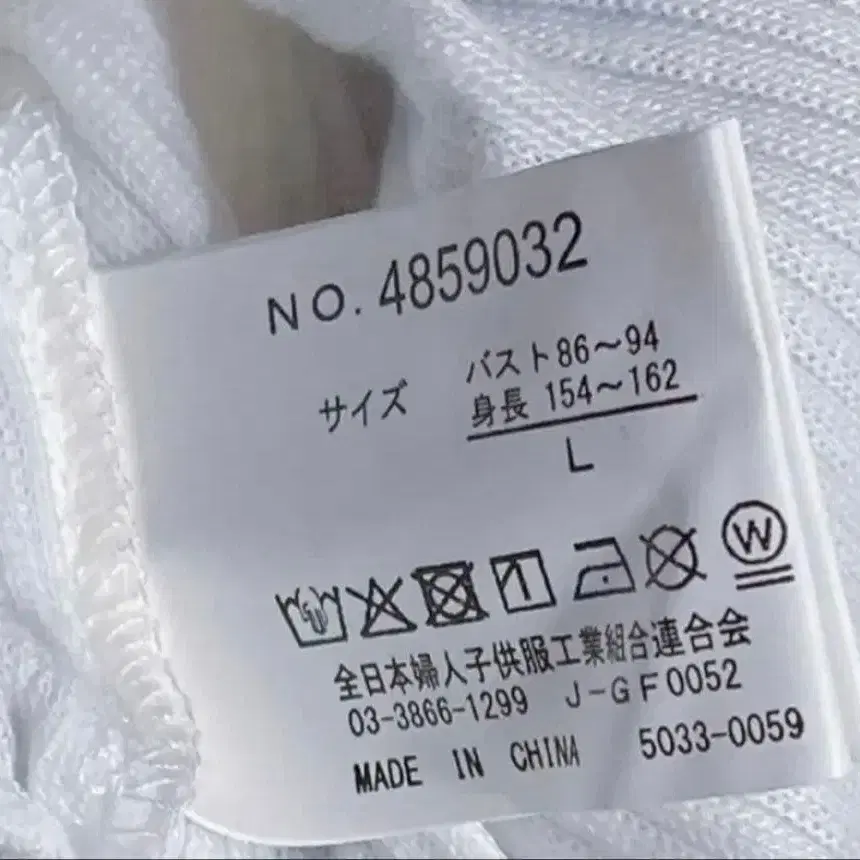 NO. 4859032
サイズ バスト86〜94
身長 154〜162
L
W
全日本婦人子供服工業組合連合会
03-3866-1299 J-GF0052
MADE IN CHINA 5033-0059